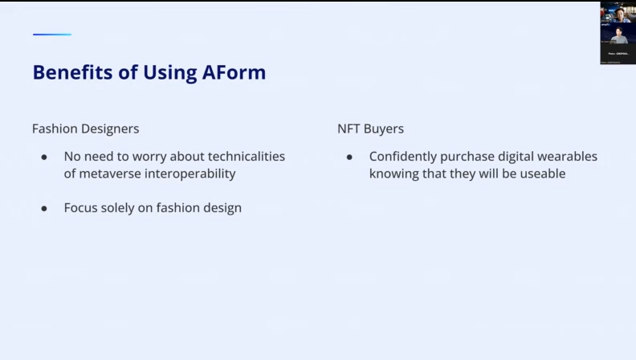 Benefits of Using AForm
Fashion Designers
● No need to worry about technicalities
of metaverse interoperability
● Focus solely on fashion design
NFT Buyers
● Confidently purchase digital wearables
knowing that they will be useable